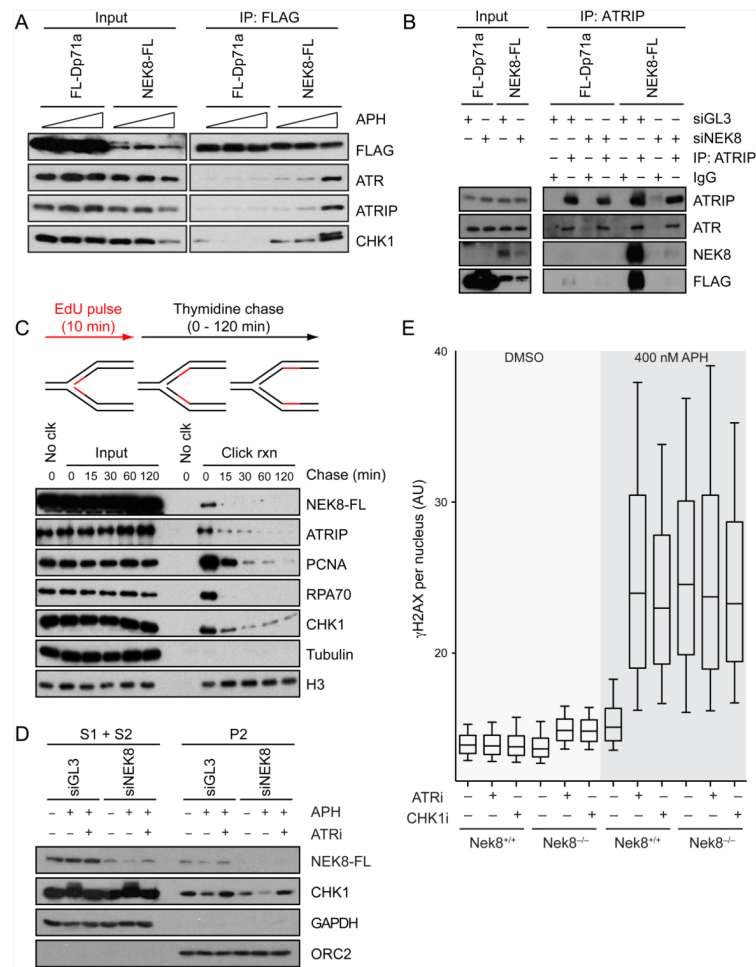 A
Input
IP: FLAG
FL-Dp71a
NEK8-FL
FL-Dp71a
NEK8-FL
APH
FLAG
ATR
ATRIP
CHK1
B
Input
IP: ATRIP
FL-Dp71a
NEK8-FL
FL-Dp71a
NEK8-FL
+ – + – + + – – + + – – siGL3
– + – + – – + + – – + + siNEK8
– + – + – + – + IP: ATRIP
+ – + – + – + – IgG
ATRIP
ATR
NEK8
FLAG
C
EdU pulse
(10 min)
Thymidine chase
(0 - 120 min)
No clk
Input
No clk
Click rxn
0 0 15 30 60 120 0 0 15 30 60 120 Chase (min)
NEK8-FL
ATRIP
PCNA
RPA70
CHK1
Tubulin
H3
D
S1 + S2
P2
siGL3
siNEK8
siGL3
siNEK8
– + + – + + – + + – + + APH
– – + – – + – – + – – + ATRi
NEK8-FL
CHK1
GAPDH
ORC2
E
DMSO
400 nM APH
40
30
20
γH2AX per nucleus (AU)
ATRi – + – – + – – + – – + –
CHK1i – – + – – + – – + – – +
Nek8+/+
Nek8–/–
Nek8+/+
Nek8–/–